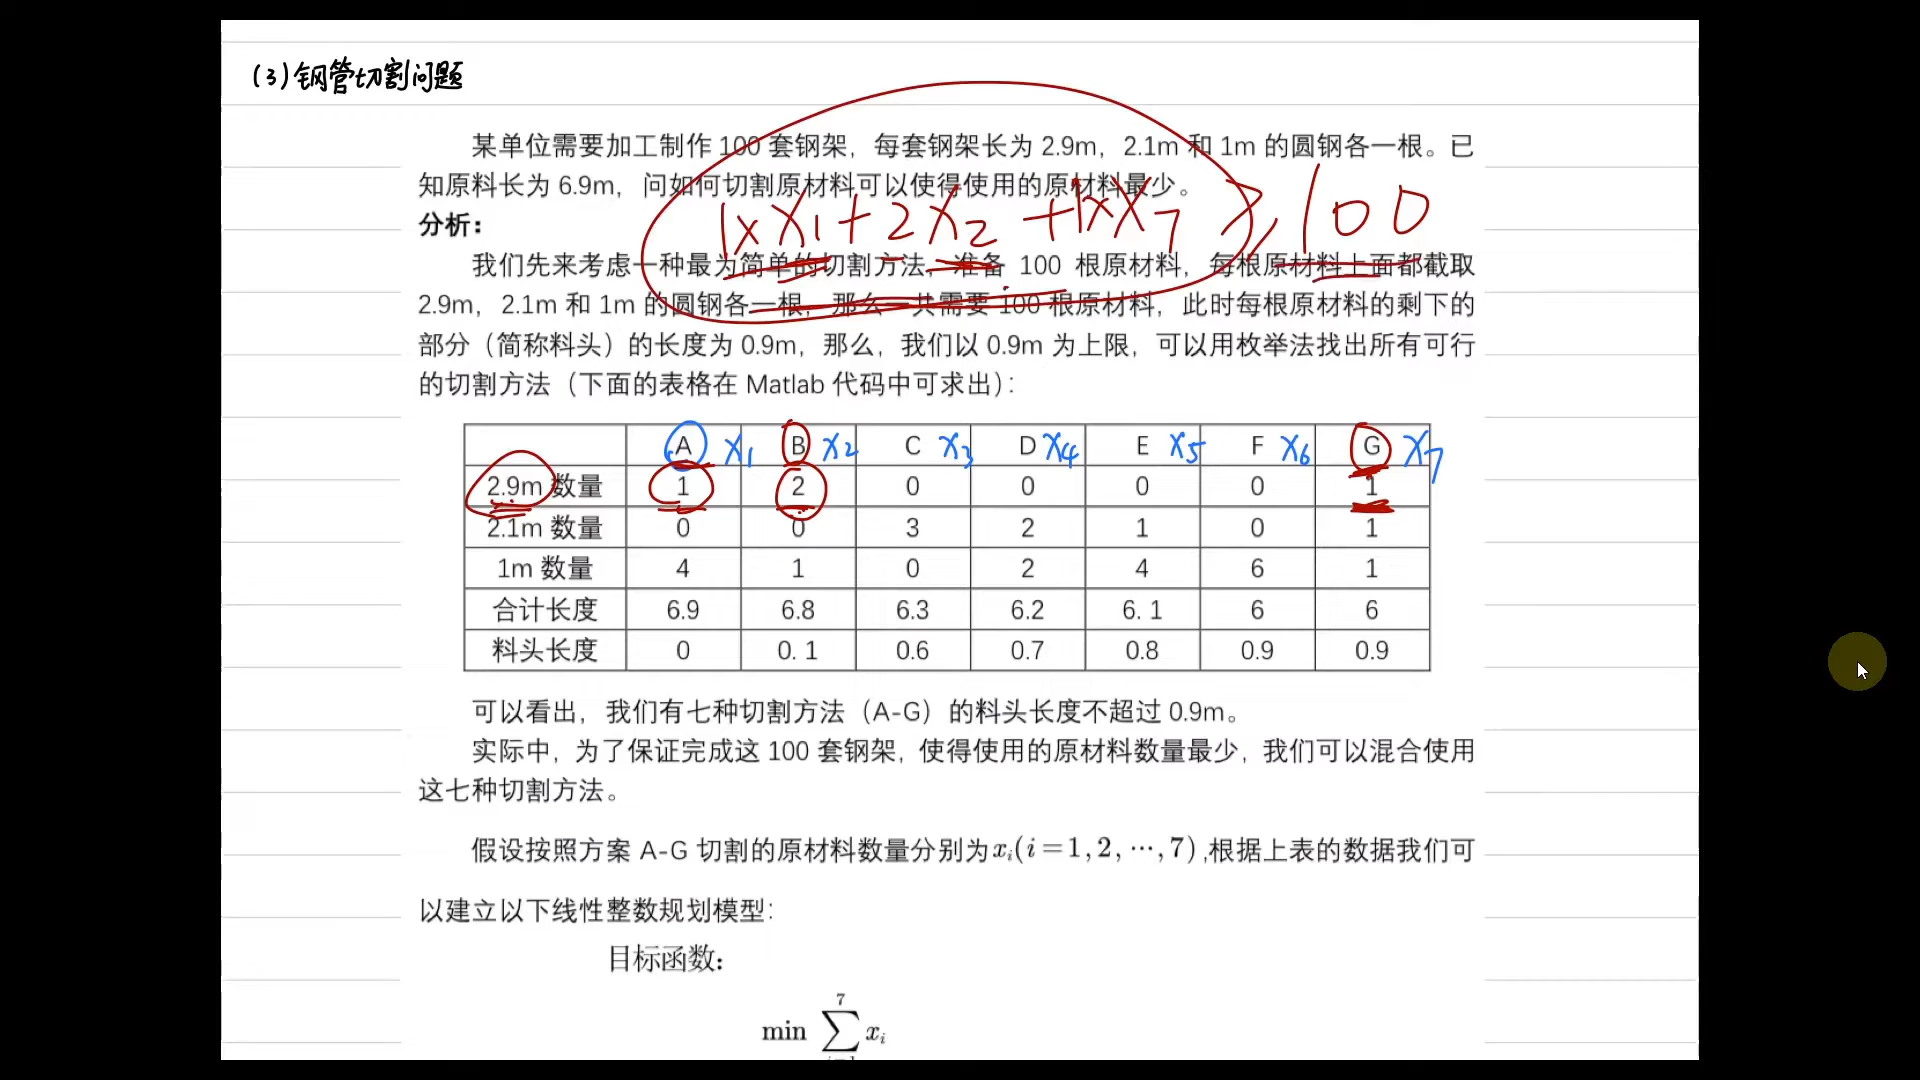 (3)钢管切割问题
某单位需要加工制作 100 套钢架，每套钢架长为 2.9m，2.1m 和 1m 的圆钢各一根。已
知原料长为 6.9m，问如何切割原材料可以使得使用的原材料最少。
1×X1+2X2+1×X7≥100
分析：
我们先来考虑一种最为简单的切割方法，准备 100 根原材料，每根原材料上面都截取
2.9m，2.1m 和 1m 的圆钢各一根，那么一共需要 100 根原材料，此时每根原材料的剩下的
部分（简称料头）的长度为 0.9m，那么，我们以 0.9m 为上限，可以用枚举法找出所有可行
的切割方法（下面的表格在 Matlab 代码中可求出）：
A X1 B X2 C X3 D X4 E X5 F X6 G X7
2.9m 数量 1 2 0 0 0 0 1
2.1m 数量 0 0 3 2 1 0 1
1m 数量 4 1 0 2 4 6 1
合计长度 6.9 6.8 6.3 6.2 6. 1 6 6
料头长度 0 0. 1 0.6 0.7 0.8 0.9 0.9
可以看出，我们有七种切割方法（A-G）的料头长度不超过 0.9m。
实际中，为了保证完成这 100 套钢架，使得使用的原材料数量最少，我们可以混合使用
这七种切割方法。
假设按照方案 A-G 切割的原材料数量分别为xi(i=1,2,⋯,7),根据上表的数据我们可
以建立以下线性整数规划模型：
目标函数：
7
min ∑ xi